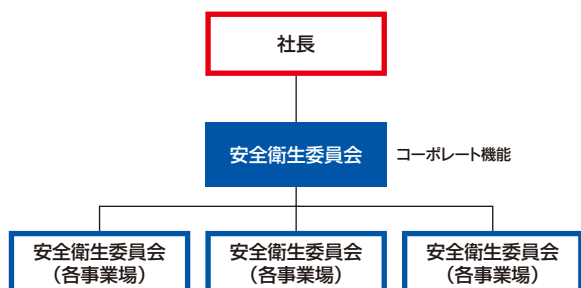 社長
安全衛生委員会
コーポレート機能
安全衛生委員会
（各事業場）
安全衛生委員会
（各事業場）
安全衛生委員会
（各事業場）